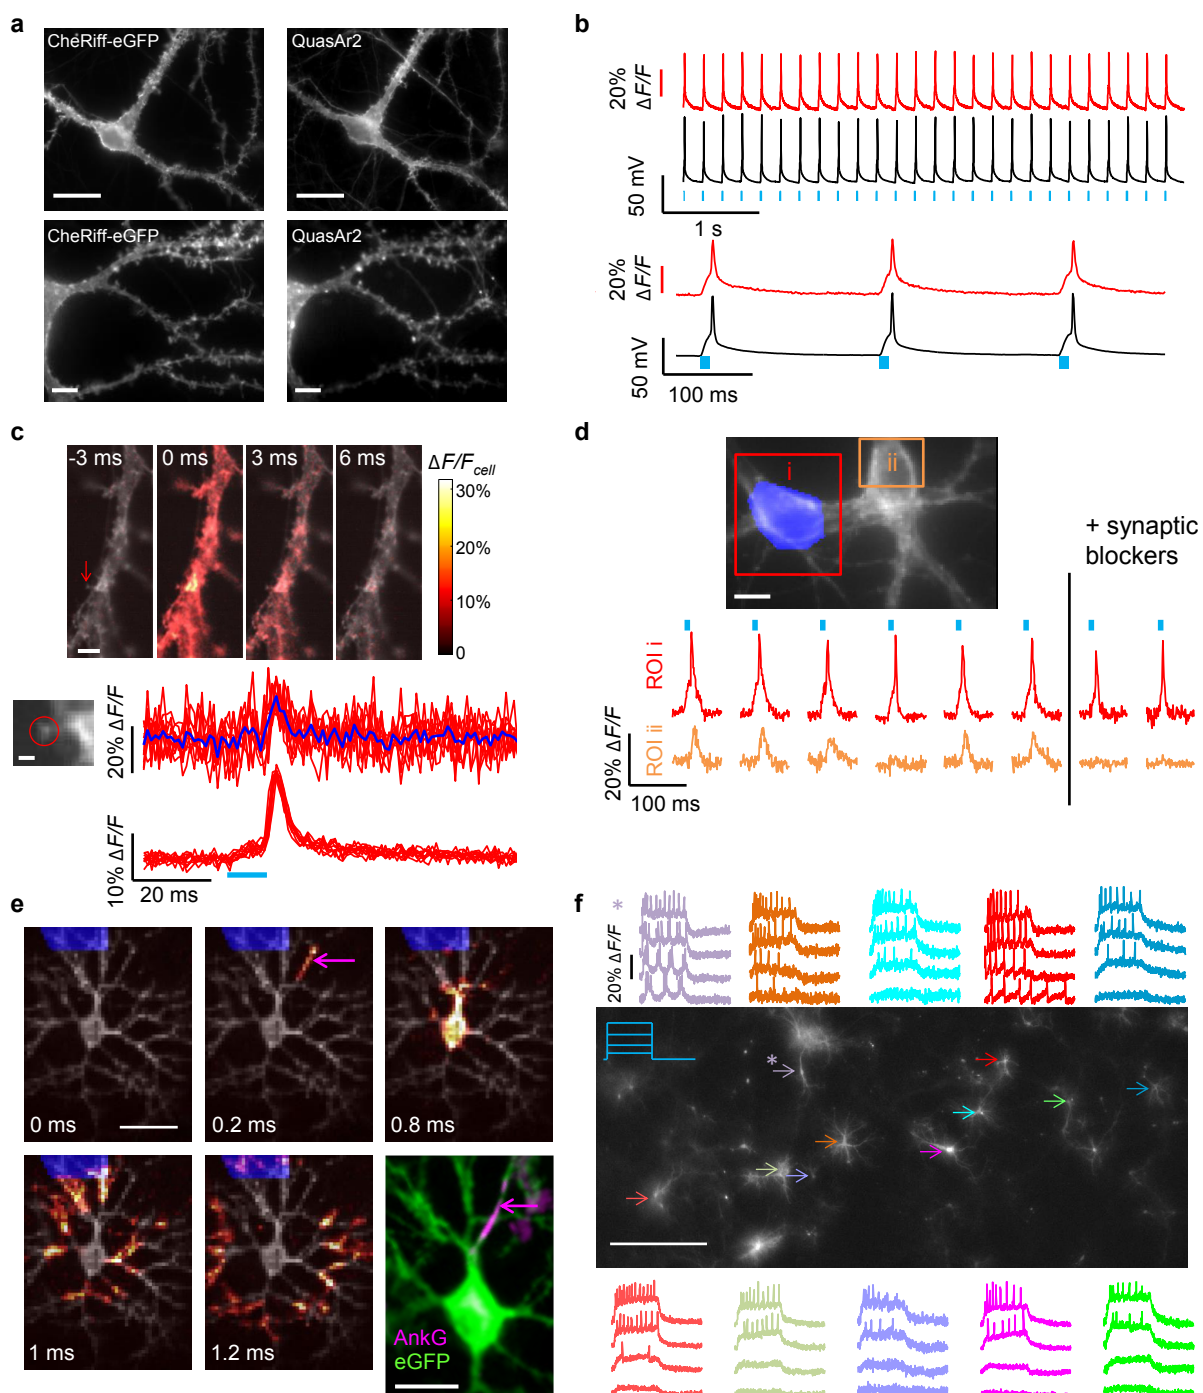 a
CheRiff-eGFP
QuasAr2
CheRiff-eGFP
QuasAr2
b
20%
ΔF/F
50 mV
1 s
20%
ΔF/F
50 mV
100 ms
c
-3 ms
0 ms
3 ms
6 ms
ΔF/Fcell
30%
20%
10%
0
20% ΔF/F
10% ΔF/F
20 ms
d
i
ii
+ synaptic
blockers
ROI i
ROI ii
20% ΔF/F
100 ms
e
0 ms
0.2 ms
0.8 ms
1 ms
1.2 ms
AnkG
eGFP
f
*
20% ΔF/F
*